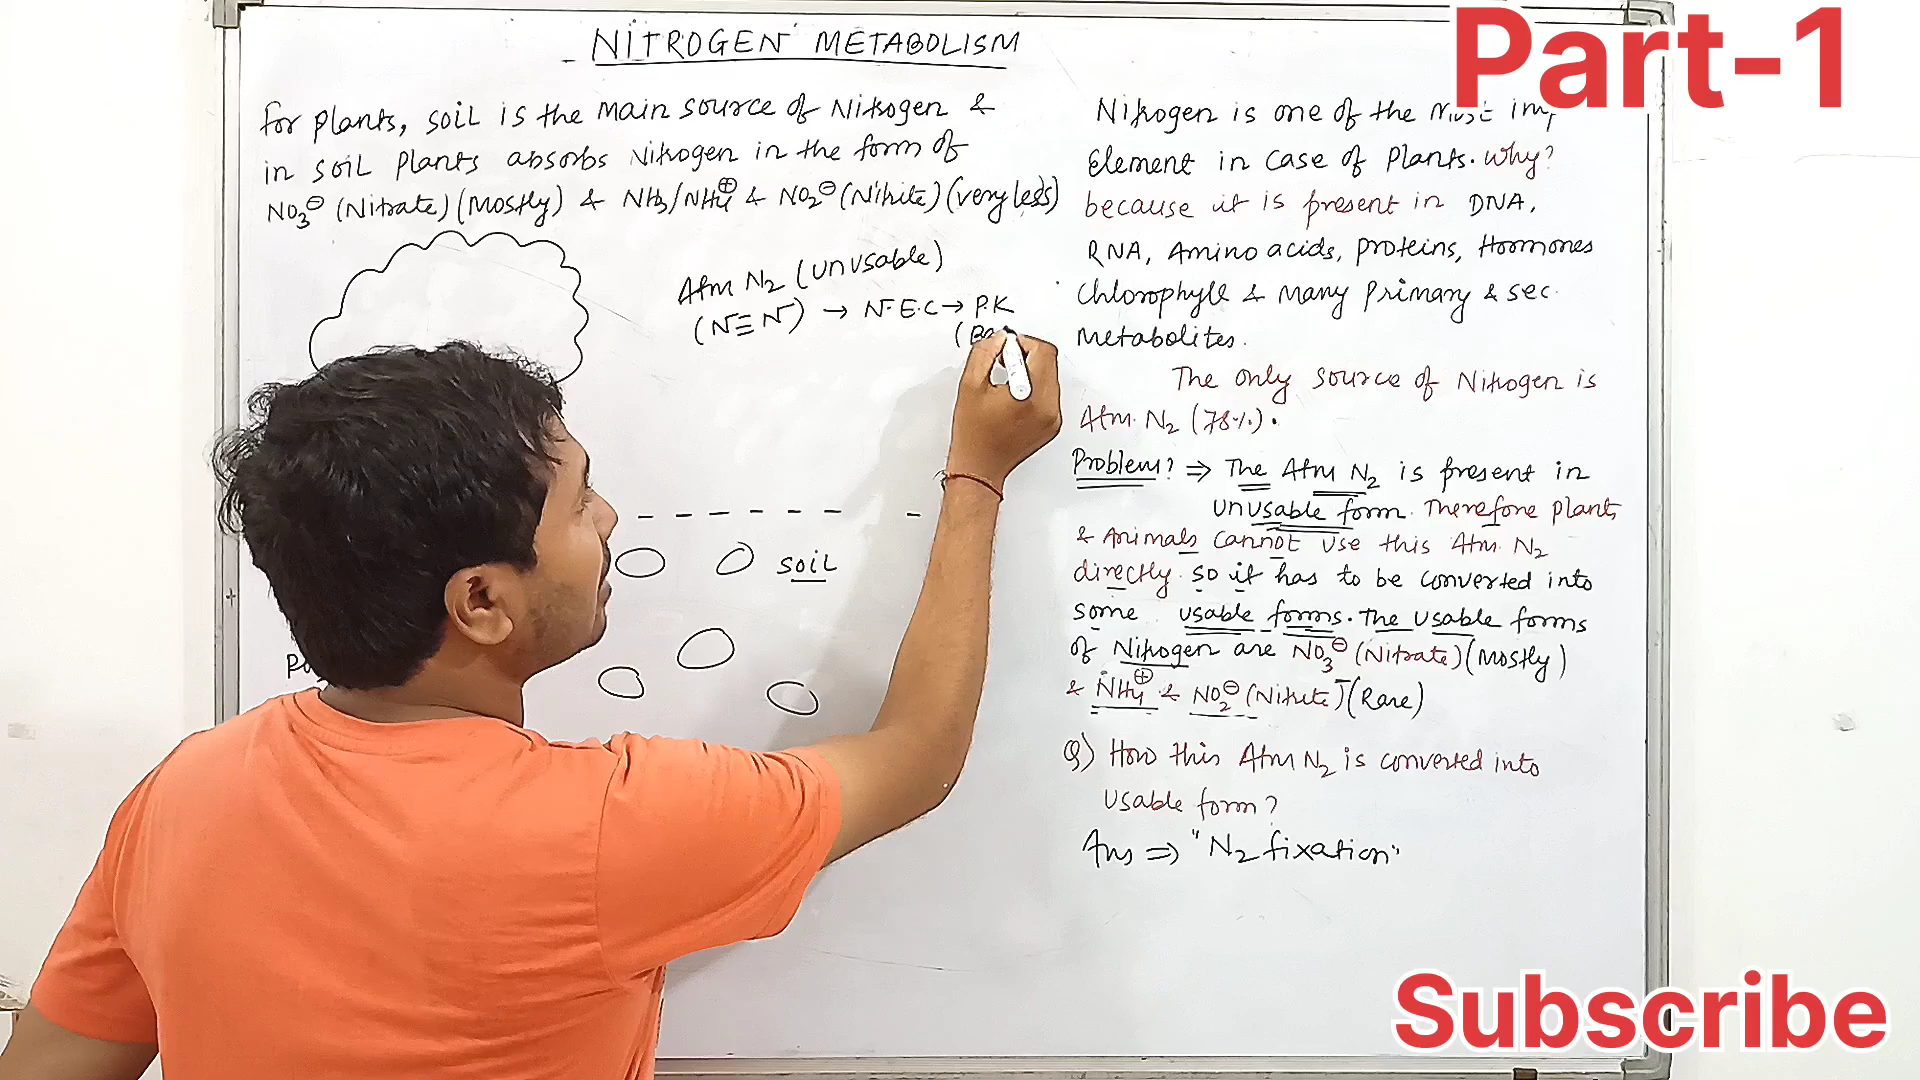 NITROGEN METABOLISM
Part-1
For plants, soil is the main source of Nitrogen &
in soil plants absorbs Nitrogen in the form of
NO3⊖ (Nitrate) (Mostly) & NH3/NH4⊕ & NO2⊖ (Nitrite) (very less)
Atm N2 (unusable)
(N≡N) → N.E.C → P.K
soil
Nitrogen is one of the Most imp
Element in case of plants. Why?
because it is present in DNA,
RNA, Amino acids, proteins, Hormones
Chlorophyll & many primary & sec.
metabolites.
The only source of Nitrogen is
Atm. N2 (78%).
Problem? ⇒ The Atm N2 is present in
unusable form. Therefore plants
& Animals cannot use this Atm. N2
directly. so it has to be converted into
some usable forms. The usable forms
of Nitrogen are NO3⊖ (Nitrate) (Mostly)
& NH4⊕ & NO2⊖ (Nitrite) (Rare)
Q) How this Atm N2 is converted into
usable form?
Ans ⇒ "N2 fixation"
Subscribe